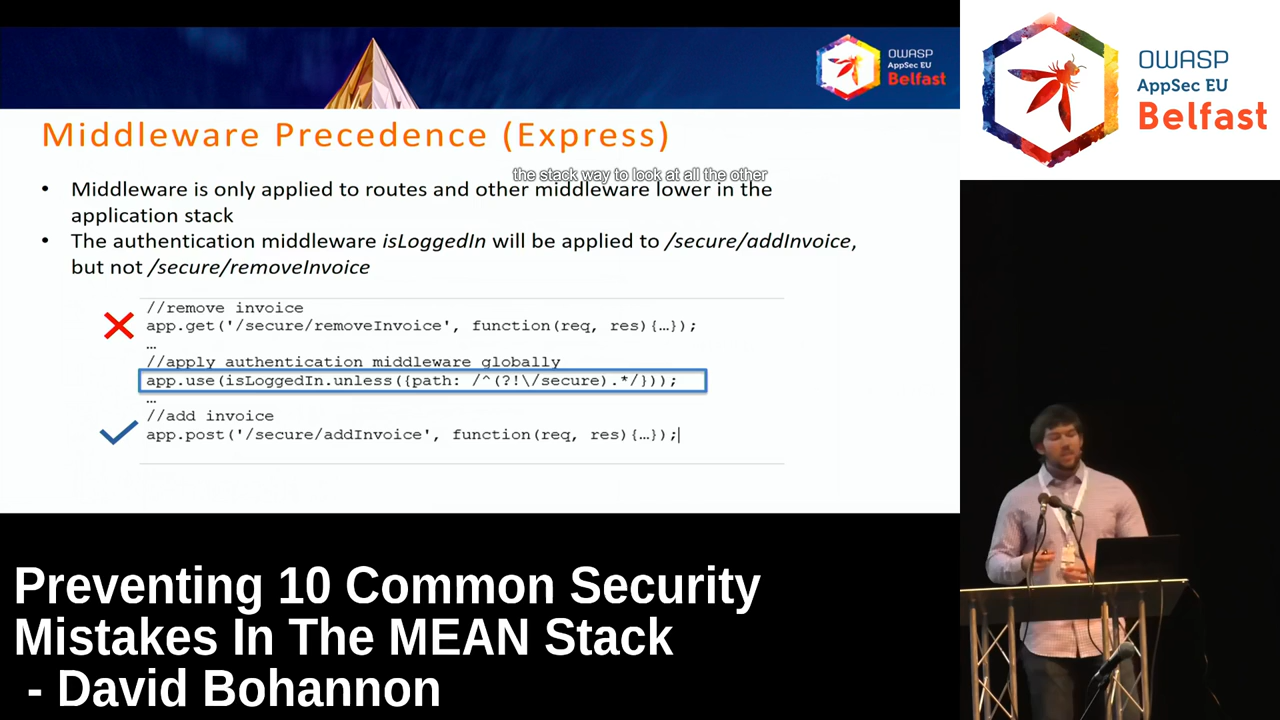 OWASP
AppSec EU
Belfast
Middleware Precedence (Express)
the stack way to look at all the other
• Middleware is only applied to routes and other middleware lower in the
application stack
• The authentication middleware isLoggedIn will be applied to /secure/addInvoice,
but not /secure/removeInvoice
//remove invoice
app.get('/secure/removeInvoice', function(req, res){…});
…
//apply authentication middleware globally
app.use(isLoggedIn.unless({path: /^(?!\/secure).*/}));
…
//add invoice
app.post('/secure/addInvoice', function(req, res){…});
OWASP
AppSec EU
Belfast
Preventing 10 Common Security
Mistakes In The MEAN Stack
- David Bohannon